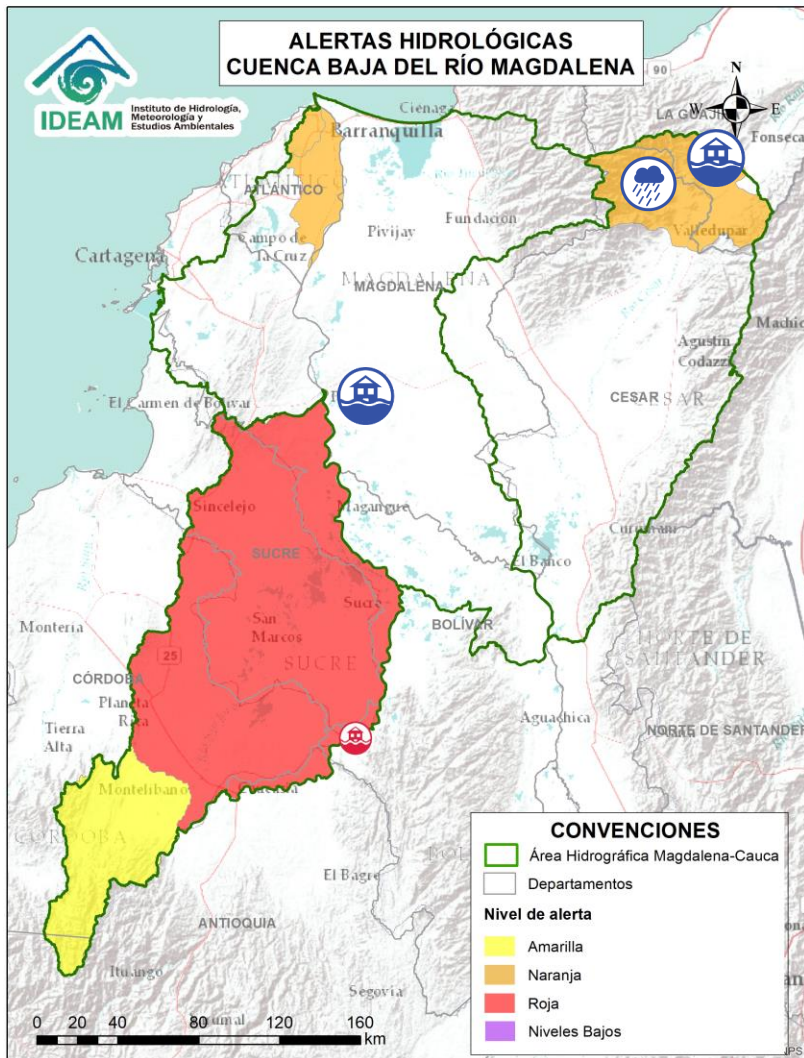 ALERTAS HIDROLÓGICAS
CUENCA BAJA DEL RÍO MAGDALENA
IDEAM
Instituto de Hidrología,
Meteorología y
Estudios Ambientales
90
N
W
E
Ciénaga
LA GUAJIRA
Barranquilla
Fonseca
ATLÁNTICO
Fundación
Pivijay
Valledupar
Campo de
la Cruz
Cartagena
MAGDALENA
MAGDALENA
Agustín
Codazzi
El Carmen de Bolívar
CESAR
CESAR
Sincelejo
Magangué
Curumaní
SUCRE
El Banco
Sucre
San
Marcos
BOLÍVAR
Montería
NORTE DE
SANTANDER
25
SUCRE
CÓRDOBA
Planeta
Rica
Aguachica
Tierra
Alta
NORTE DE SANTANDER
Montelíbano
CÓRDOBA
El Bagre
ANTIOQUIA
Ituango
Segovia
0 20 40 80 120 160
km
CONVENCIONES
Área Hidrográfica Magdalena-Cauca
Departamentos
Nivel de alerta
Amarilla
Naranja
Roja
Niveles Bajos